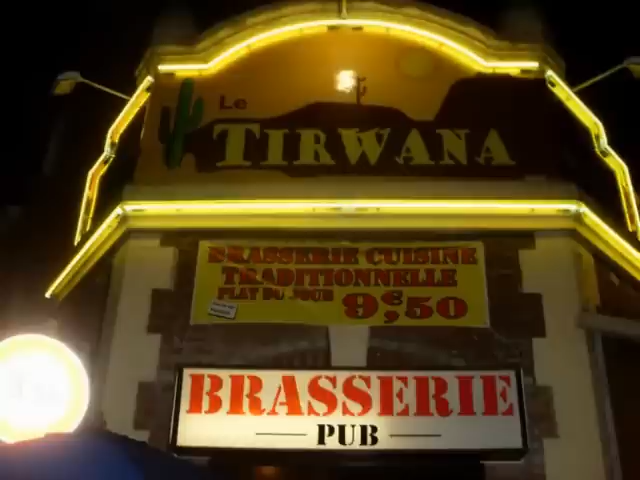 Le
TIRWANA
BRASSERIE CUISINE
TRADITIONNELLE
PLAT DU JOUR 9€,50
BRASSERIE
PUB